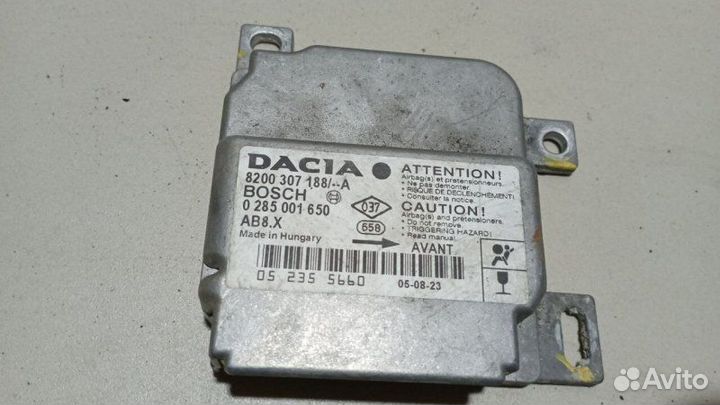 DACIA
8200 307 188/--A
BOSCH
0 285 001 650
AB8.X
Made in Hungary
037
658
ATTENTION!
Airbag(s) et pretensionneurs.
- Ne pas demonter.
- RISQUE DE DECLENCHEMENT!
- Consulter la notice.
CAUTION!
Airbag(s) and pretensioners.
- Do not remove.
- TRIGGERING HAZARD!
- Read manual.
AVANT
05 235 5660
05-08-23
Avito